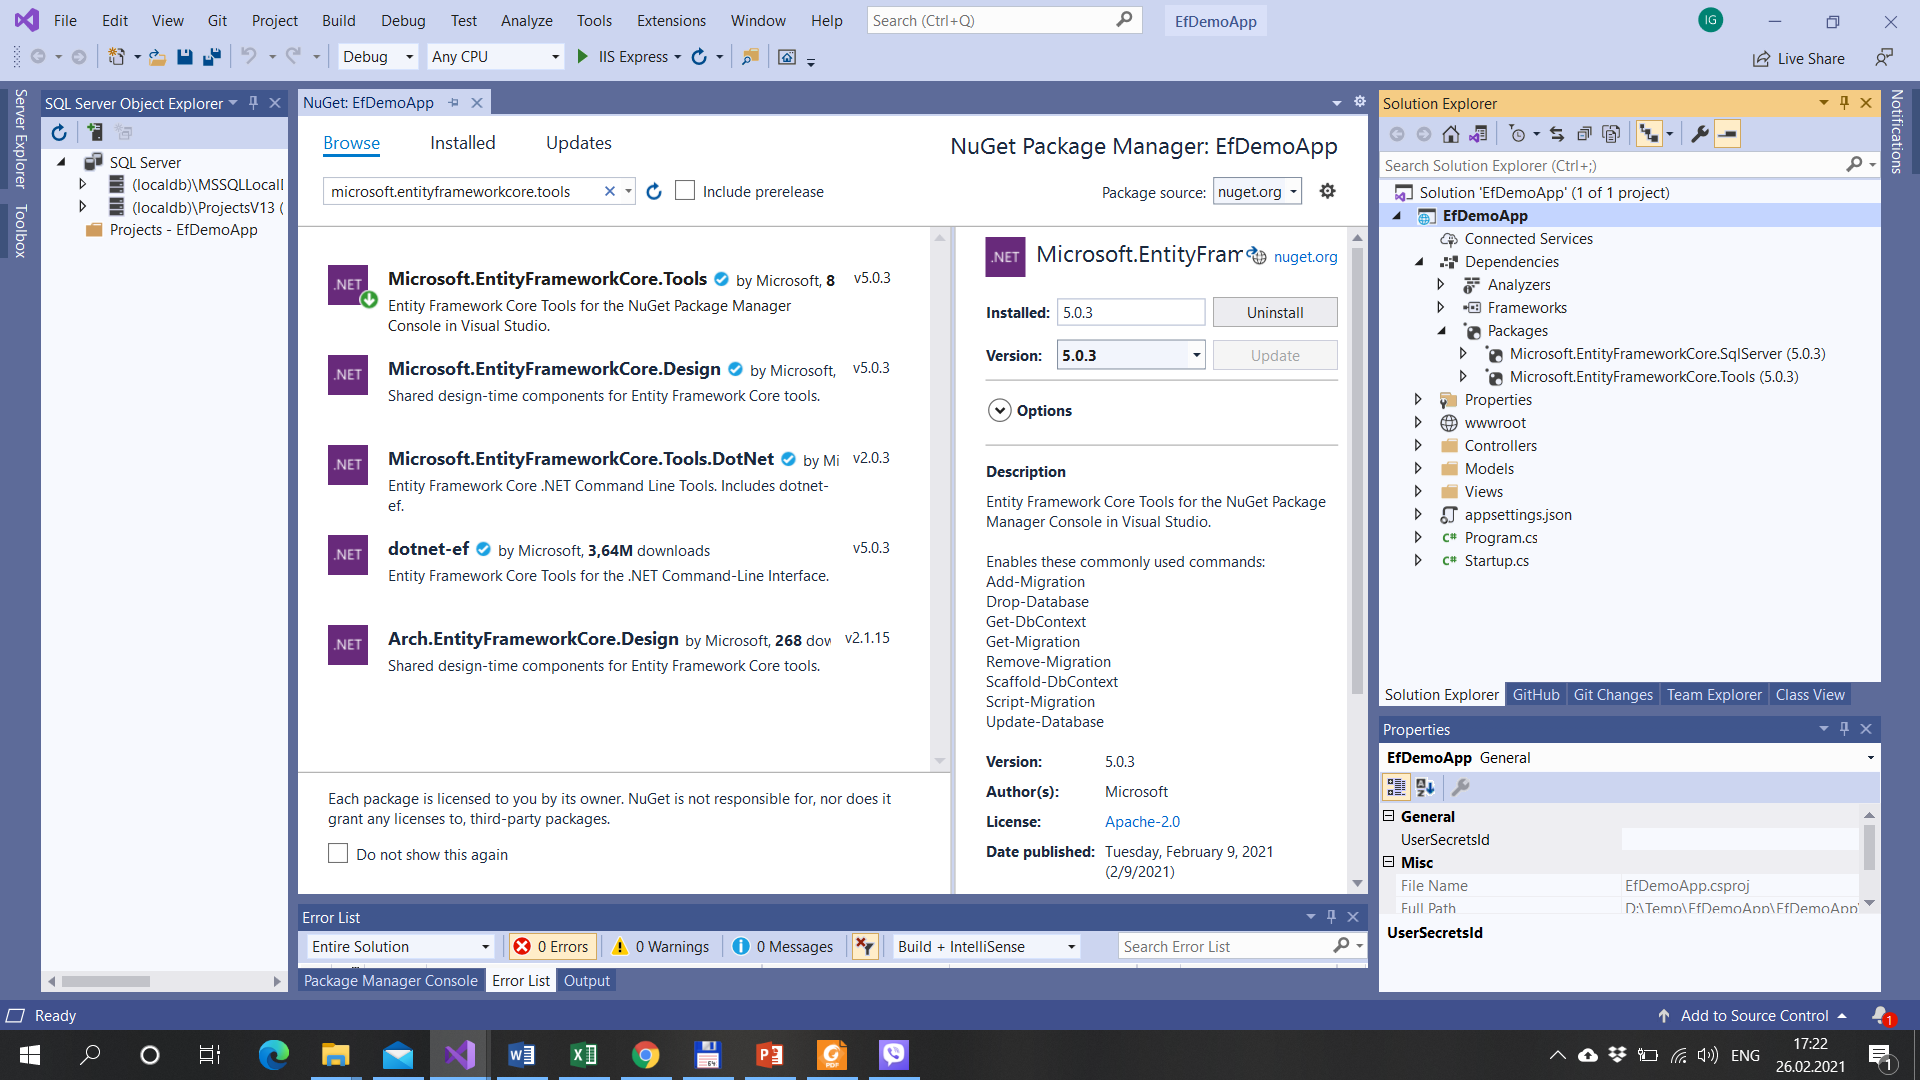 File Edit View Git Project Build Debug Test Analyze Tools Extensions Window Help Search (Ctrl+Q) EfDemoApp IG
Debug Any CPU IIS Express Live Share
Server Explorer
Toolbox
SQL Server Object Explorer
SQL Server
(localdb)\MSSQLLocall
(localdb)\ProjectsV13 (
Projects - EfDemoApp
NuGet: EfDemoApp
Browse Installed Updates
NuGet Package Manager: EfDemoApp
microsoft.entityframeworkcore.tools Include prerelease
Package source: nuget.org
.NET Microsoft.EntityFrameworkCore.Tools by Microsoft, 8 v5.0.3
Entity Framework Core Tools for the NuGet Package Manager
Console in Visual Studio.
.NET Microsoft.EntityFrameworkCore.Design by Microsoft, v5.0.3
Shared design-time components for Entity Framework Core tools.
.NET Microsoft.EntityFrameworkCore.Tools.DotNet by Mi v2.0.3
Entity Framework Core .NET Command Line Tools. Includes dotnet-
ef.
.NET dotnet-ef by Microsoft, 3,64M downloads v5.0.3
Entity Framework Core Tools for the .NET Command-Line Interface.
.NET Arch.EntityFrameworkCore.Design by Microsoft, 268 dow v2.1.15
Shared design-time components for Entity Framework Core tools.
Each package is licensed to you by its owner. NuGet is not responsible for, nor does it
grant any licenses to, third-party packages.
Do not show this again
.NET Microsoft.EntityFram nuget.org
Installed: 5.0.3 Uninstall
Version: 5.0.3 Update
Options
Description
Entity Framework Core Tools for the NuGet Package
Manager Console in Visual Studio.
Enables these commonly used commands:
Add-Migration
Drop-Database
Get-DbContext
Get-Migration
Remove-Migration
Scaffold-DbContext
Script-Migration
Update-Database
Version: 5.0.3
Author(s): Microsoft
License: Apache-2.0
Date published: Tuesday, February 9, 2021
(2/9/2021)
Error List
Entire Solution 0 Errors 0 Warnings 0 Messages Build + IntelliSense Search Error List
Package Manager Console Error List Output
Solution Explorer
Search Solution Explorer (Ctrl+;)
Solution 'EfDemoApp' (1 of 1 project)
EfDemoApp
Connected Services
Dependencies
Analyzers
Frameworks
Packages
Microsoft.EntityFrameworkCore.SqlServer (5.0.3)
Microsoft.EntityFrameworkCore.Tools (5.0.3)
Properties
wwwroot
Controllers
Models
Views
appsettings.json
C# Program.cs
C# Startup.cs
Solution Explorer GitHub Git Changes Team Explorer Class View
Properties
EfDemoApp General
General
UserSecretsId
Misc
File Name EfDemoApp.csproj
Full Path D:\Temp\EfDemoApp\EfDemoApp\
UserSecretsId
Notifications
Ready Add to Source Control 1
ENG 17:22
26.02.2021 1